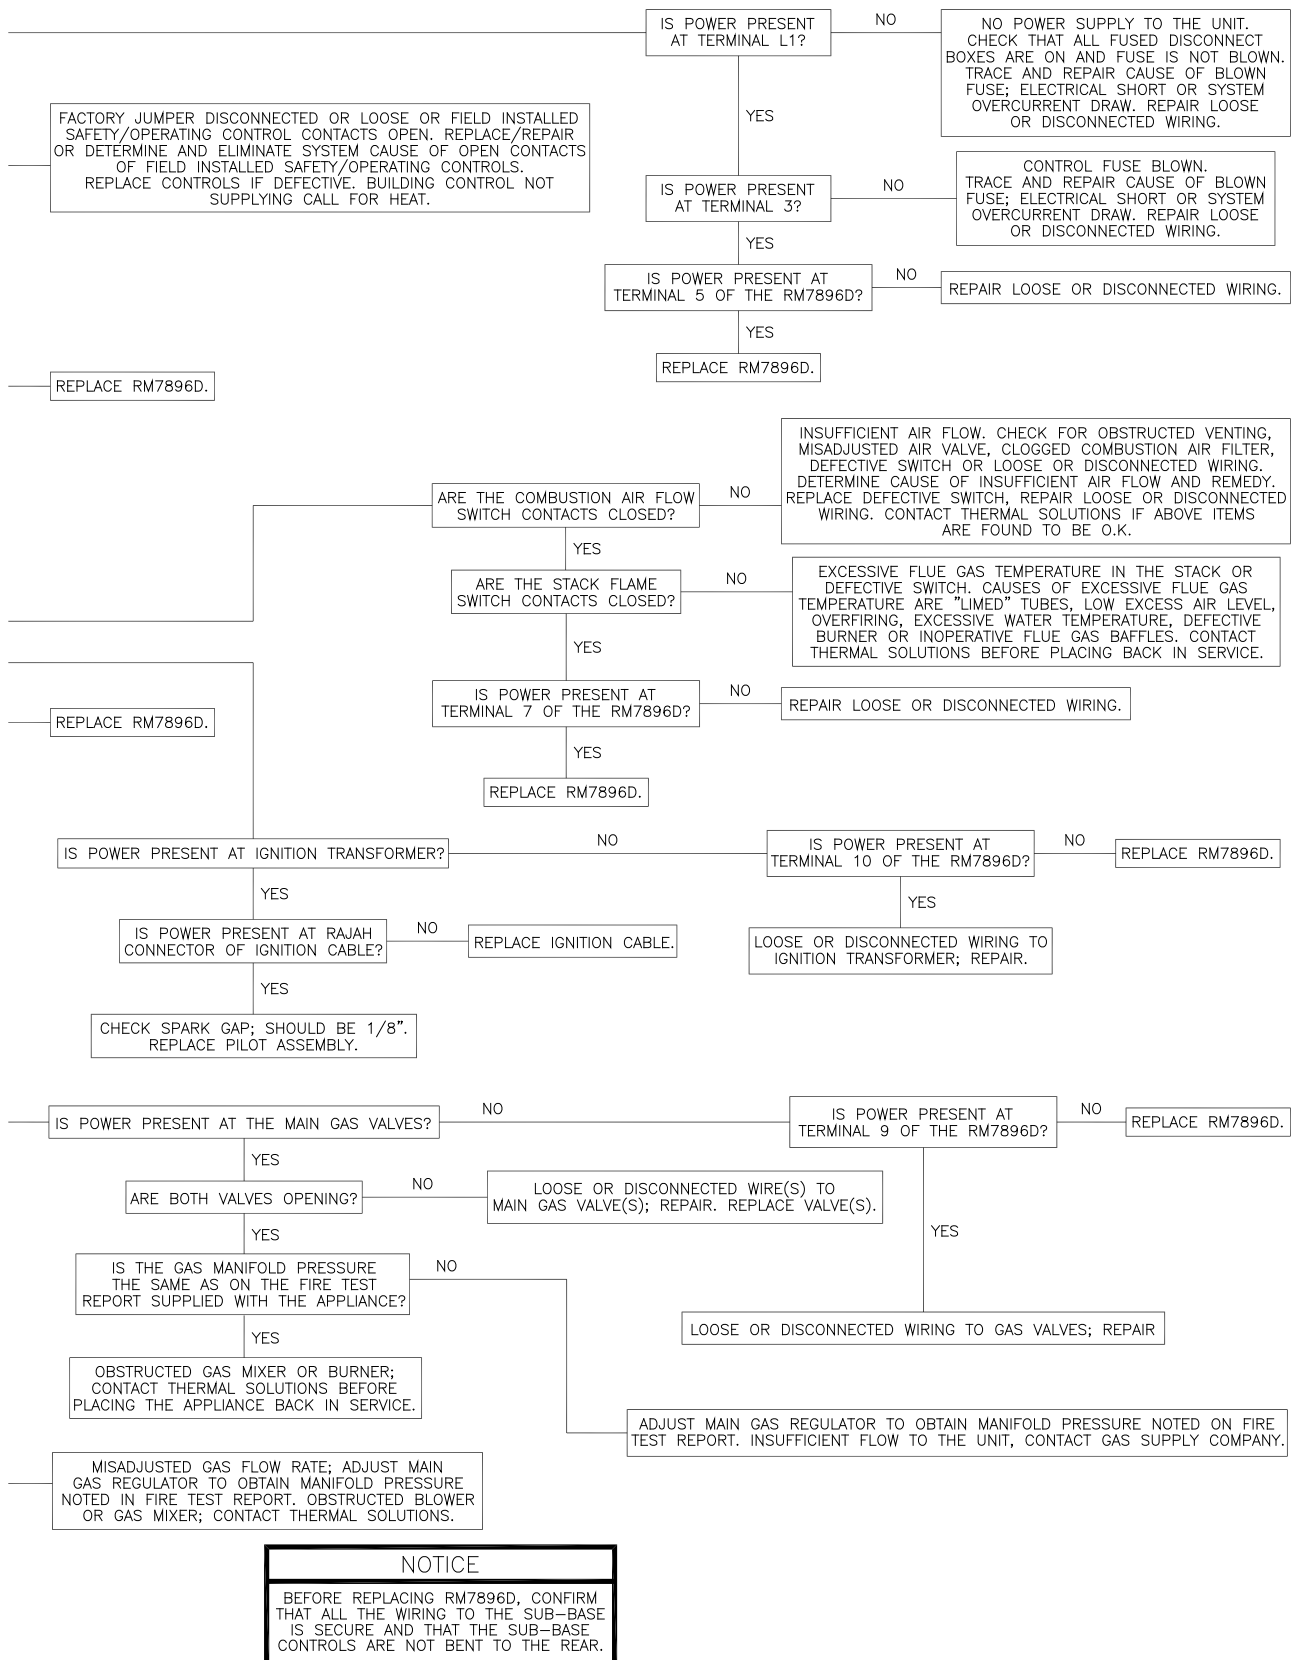 IS POWER PRESENT
AT TERMINAL L1?
NO
NO POWER SUPPLY TO THE UNIT.
CHECK THAT ALL FUSED DISCONNECT
BOXES ARE ON AND FUSE IS NOT BLOWN.
TRACE AND REPAIR CAUSE OF BLOWN
FUSE; ELECTRICAL SHORT OR SYSTEM
OVERCURRENT DRAW. REPAIR LOOSE
OR DISCONNECTED WIRING.
YES
FACTORY JUMPER DISCONNECTED OR LOOSE OR FIELD INSTALLED
SAFETY/OPERATING CONTROL CONTACTS OPEN. REPLACE/REPAIR
OR DETERMINE AND ELIMINATE SYSTEM CAUSE OF OPEN CONTACTS
OF FIELD INSTALLED SAFETY/OPERATING CONTROLS.
REPLACE CONTROLS IF DEFECTIVE. BUILDING CONTROL NOT
SUPPLYING CALL FOR HEAT.
IS POWER PRESENT
AT TERMINAL 3?
NO
CONTROL FUSE BLOWN.
TRACE AND REPAIR CAUSE OF BLOWN
FUSE; ELECTRICAL SHORT OR SYSTEM
OVERCURRENT DRAW. REPAIR LOOSE
OR DISCONNECTED WIRING.
YES
IS POWER PRESENT AT
TERMINAL 5 OF THE RM7896D?
NO
REPAIR LOOSE OR DISCONNECTED WIRING.
YES
REPLACE RM7896D.
REPLACE RM7896D.
ARE THE COMBUSTION AIR FLOW
SWITCH CONTACTS CLOSED?
NO
INSUFFICIENT AIR FLOW. CHECK FOR OBSTRUCTED VENTING,
MISADJUSTED AIR VALVE, CLOGGED COMBUSTION AIR FILTER,
DEFECTIVE SWITCH OR LOOSE OR DISCONNECTED WIRING.
DETERMINE CAUSE OF INSUFFICIENT AIR FLOW AND REMEDY.
REPLACE DEFECTIVE SWITCH, REPAIR LOOSE OR DISCONNECTED
WIRING. CONTACT THERMAL SOLUTIONS IF ABOVE ITEMS
ARE FOUND TO BE O.K.
YES
ARE THE STACK FLAME
SWITCH CONTACTS CLOSED?
NO
EXCESSIVE FLUE GAS TEMPERATURE IN THE STACK OR
DEFECTIVE SWITCH. CAUSES OF EXCESSIVE FLUE GAS
TEMPERATURE ARE "LIMED" TUBES, LOW EXCESS AIR LEVEL,
OVERFIRING, EXCESSIVE WATER TEMPERATURE, DEFECTIVE
BURNER OR INOPERATIVE FLUE GAS BAFFLES. CONTACT
THERMAL SOLUTIONS BEFORE PLACING BACK IN SERVICE.
YES
IS POWER PRESENT AT
TERMINAL 7 OF THE RM7896D?
NO
REPAIR LOOSE OR DISCONNECTED WIRING.
REPLACE RM7896D.
YES
REPLACE RM7896D.
IS POWER PRESENT AT IGNITION TRANSFORMER?
NO
IS POWER PRESENT AT
TERMINAL 10 OF THE RM7896D?
NO
REPLACE RM7896D.
YES
YES
IS POWER PRESENT AT RAJAH
CONNECTOR OF IGNITION CABLE?
NO
REPLACE IGNITION CABLE.
LOOSE OR DISCONNECTED WIRING TO
IGNITION TRANSFORMER; REPAIR.
YES
CHECK SPARK GAP; SHOULD BE 1/8".
REPLACE PILOT ASSEMBLY.
IS POWER PRESENT AT THE MAIN GAS VALVES?
NO
IS POWER PRESENT AT
TERMINAL 9 OF THE RM7896D?
NO
REPLACE RM7896D.
YES
ARE BOTH VALVES OPENING?
NO
LOOSE OR DISCONNECTED WIRE(S) TO
MAIN GAS VALVE(S); REPAIR. REPLACE VALVE(S).
YES
YES
IS THE GAS MANIFOLD PRESSURE
THE SAME AS ON THE FIRE TEST
REPORT SUPPLIED WITH THE APPLIANCE?
NO
LOOSE OR DISCONNECTED WIRING TO GAS VALVES; REPAIR
YES
OBSTRUCTED GAS MIXER OR BURNER;
CONTACT THERMAL SOLUTIONS BEFORE
PLACING THE APPLIANCE BACK IN SERVICE.
ADJUST MAIN GAS REGULATOR TO OBTAIN MANIFOLD PRESSURE NOTED ON FIRE
TEST REPORT. INSUFFICIENT FLOW TO THE UNIT, CONTACT GAS SUPPLY COMPANY.
MISADJUSTED GAS FLOW RATE; ADJUST MAIN
GAS REGULATOR TO OBTAIN MANIFOLD PRESSURE
NOTED IN FIRE TEST REPORT. OBSTRUCTED BLOWER
OR GAS MIXER; CONTACT THERMAL SOLUTIONS.
NOTICE
BEFORE REPLACING RM7896D, CONFIRM
THAT ALL THE WIRING TO THE SUB-BASE
IS SECURE AND THAT THE SUB-BASE
CONTROLS ARE NOT BENT TO THE REAR.